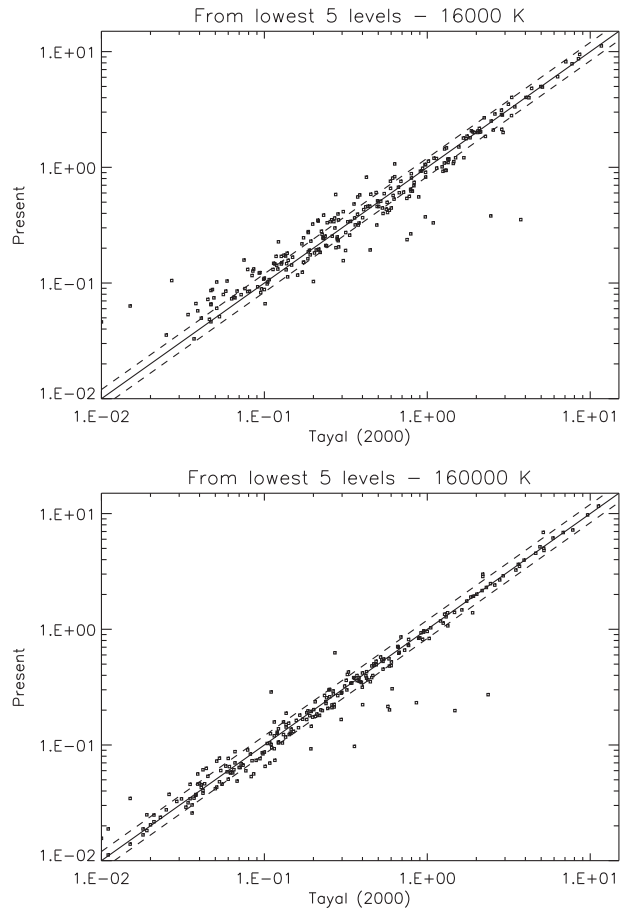 From lowest 5 levels – 16000 K
1.E+01
1.E+00
1.E−01
1.E−02
Present
1.E−02 1.E−01 1.E+00 1.E+01
Tayal (2000)
From lowest 5 levels – 160000 K
1.E+01
1.E+00
1.E−01
1.E−02
Present
1.E−02 1.E−01 1.E+00 1.E+01
Tayal (2000)